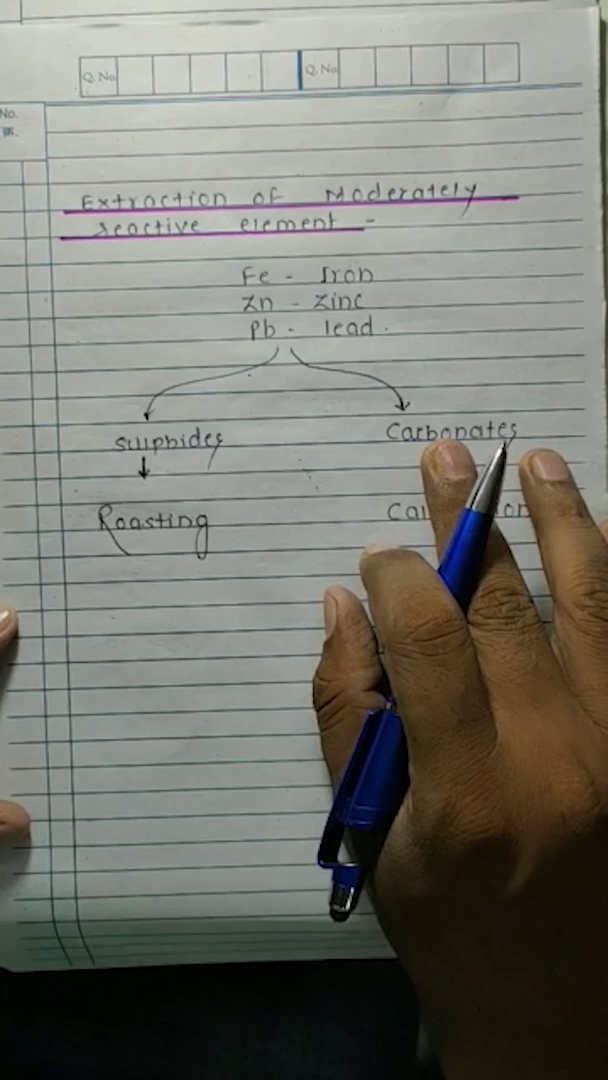 Q.No Q.No
No.
Extraction of Moderately
reactive element -
Fe - Iron
Zn - Zinc
Pb - lead.
Sulphides Carbonates
Roasting